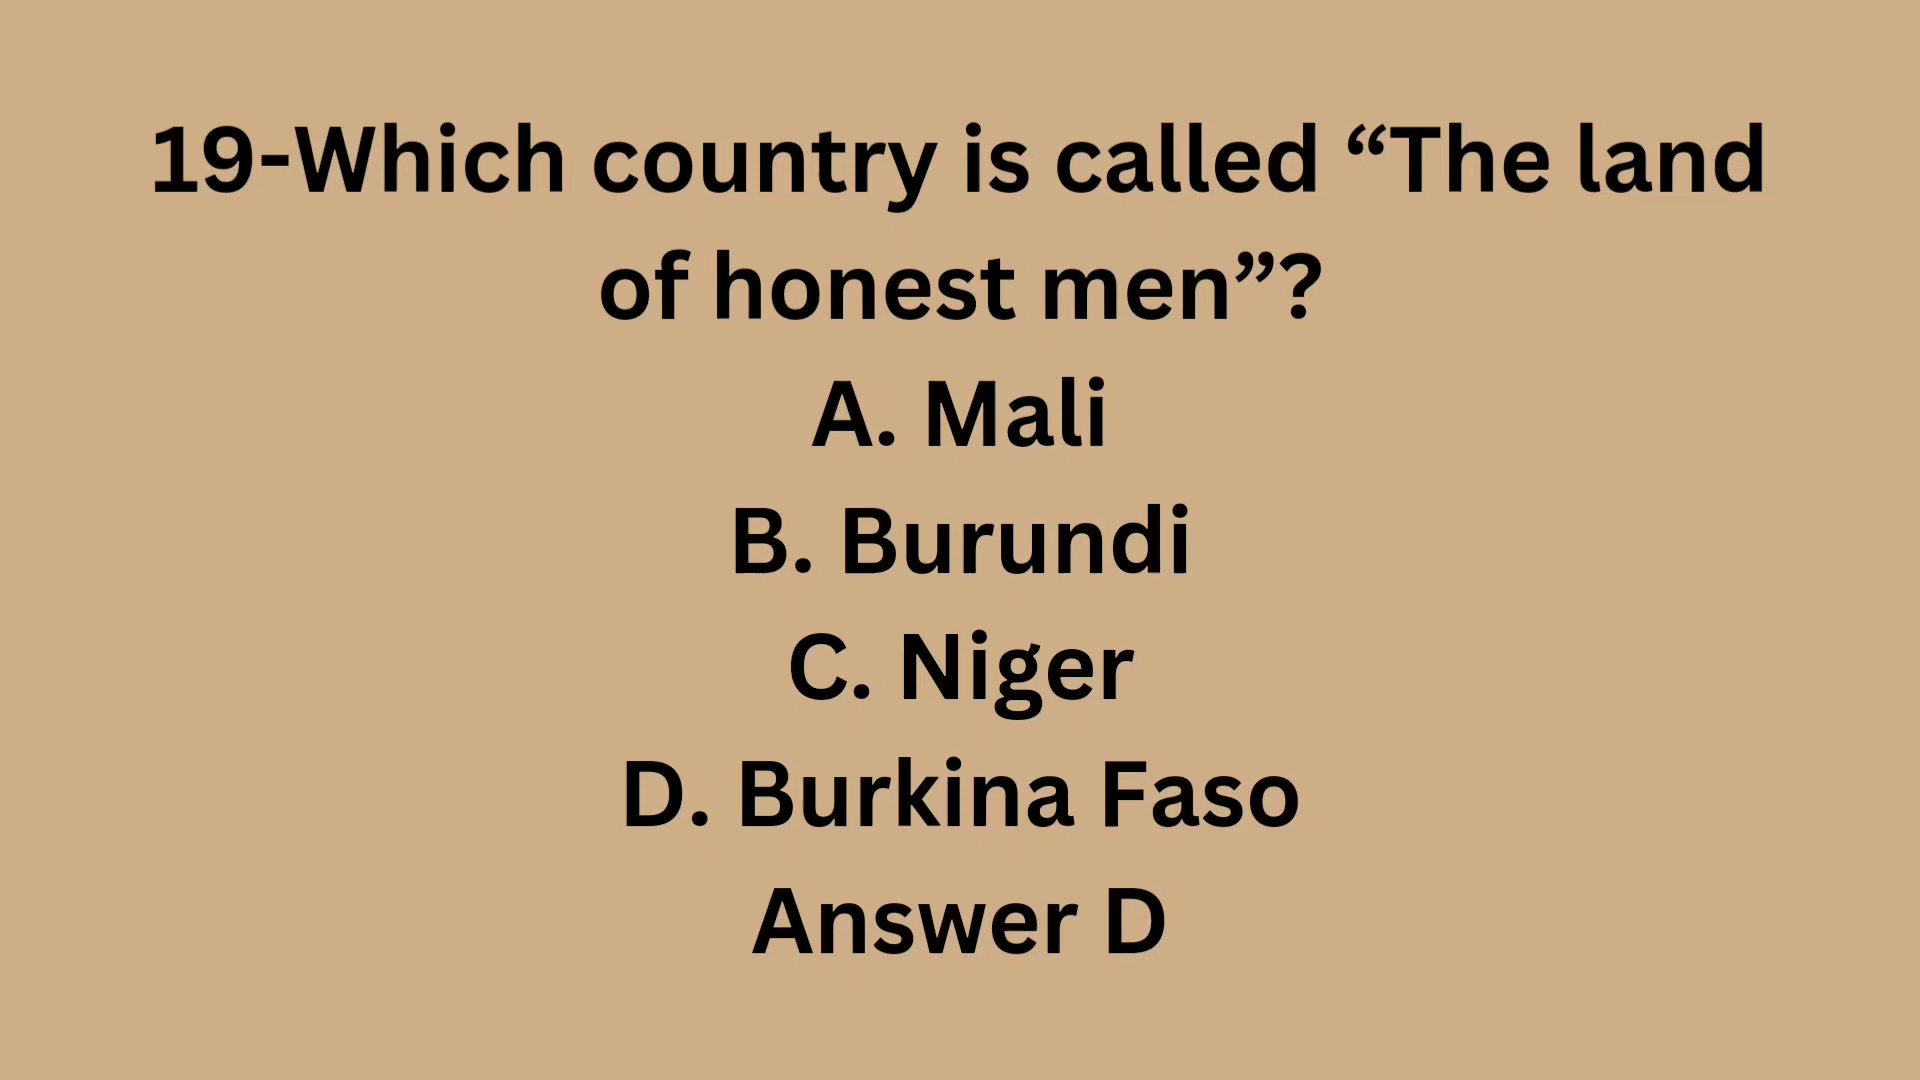 19-Which country is called “The land
of honest men”?
A. Mali
B. Burundi
C. Niger
D. Burkina Faso
Answer D